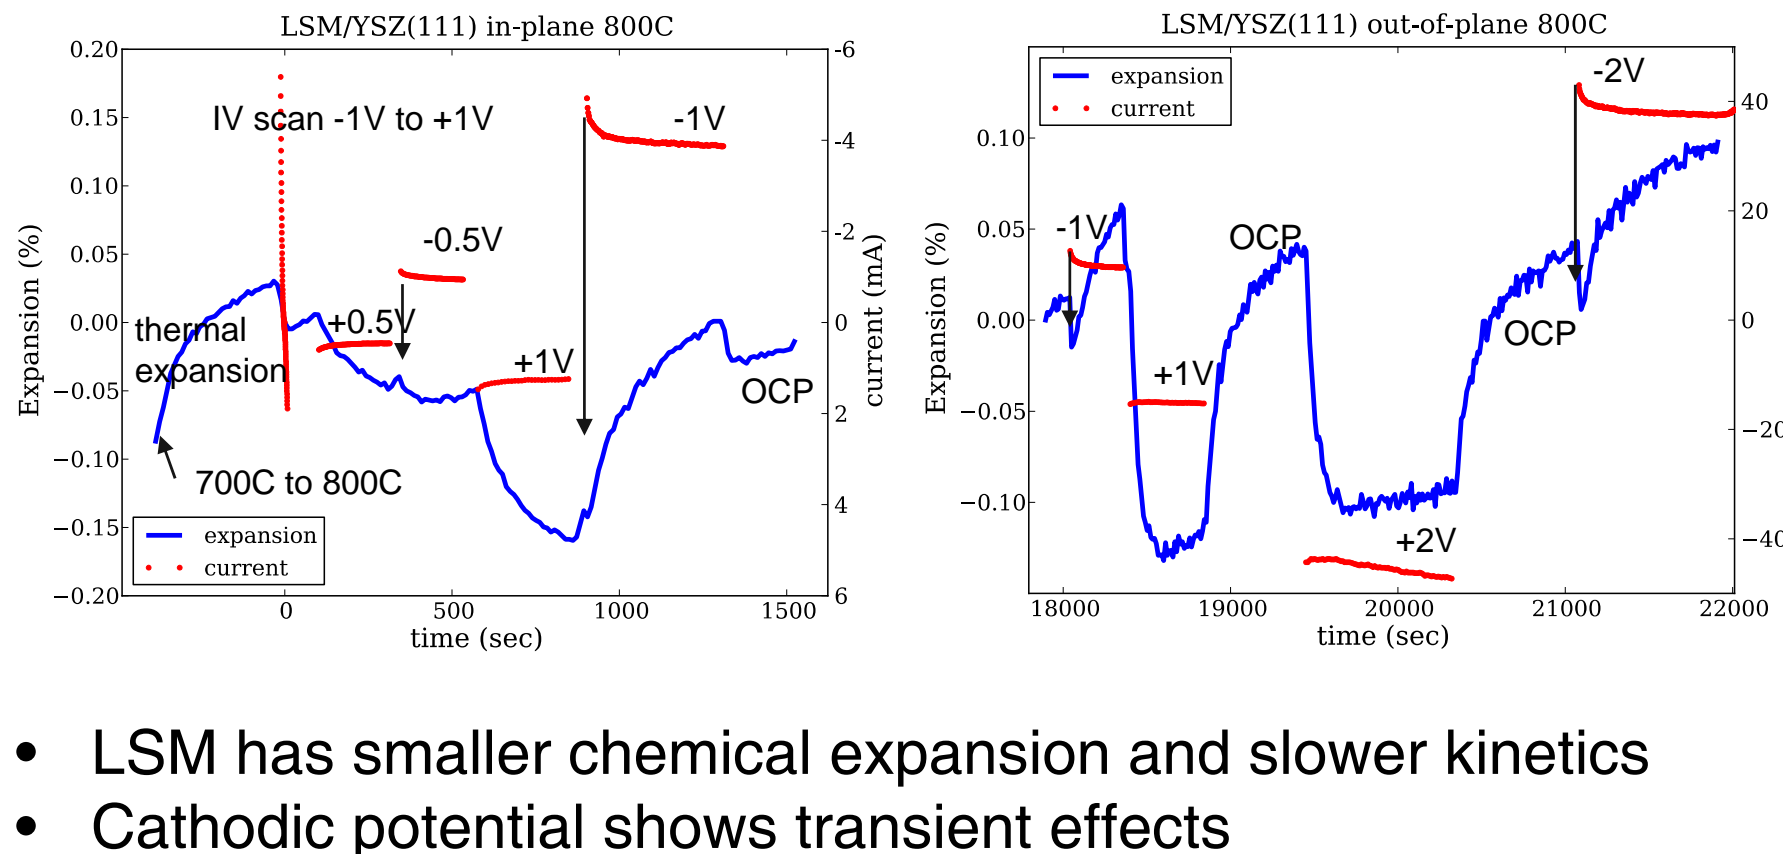 LSM/YSZ(111) in-plane 800C
0.20
0.15
0.10
0.05
0.00
−0.05
−0.10
−0.15
−0.20
Expansion (%)
-6
-4
-2
0
2
4
6
current (mA)
0
500
1000
1500
time (sec)
IV scan -1V to +1V
-1V
-0.5V
+0.5V
+1V
OCP
thermal
expansion
700C to 800C
expansion
current
LSM/YSZ(111) out-of-plane 800C
expansion
current
0.10
0.05
0.00
−0.05
−0.10
Expansion (%)
40
20
0
−20
−40
18000
19000
20000
21000
22000
time (sec)
-1V
+1V
OCP
+2V
OCP
-2V
• LSM has smaller chemical expansion and slower kinetics
• Cathodic potential shows transient effects